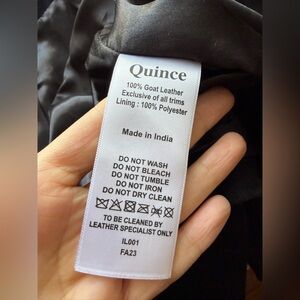 Quince
100% Goat Leather
Exclusive of all trims
Lining : 100% Polyester
Made in India
DO NOT WASH
DO NOT BLEACH
DO NOT TUMBLE
DO NOT IRON
DO NOT DRY CLEAN
TO BE CLEANED BY
LEATHER SPECIALIST ONLY
IL001
FA23